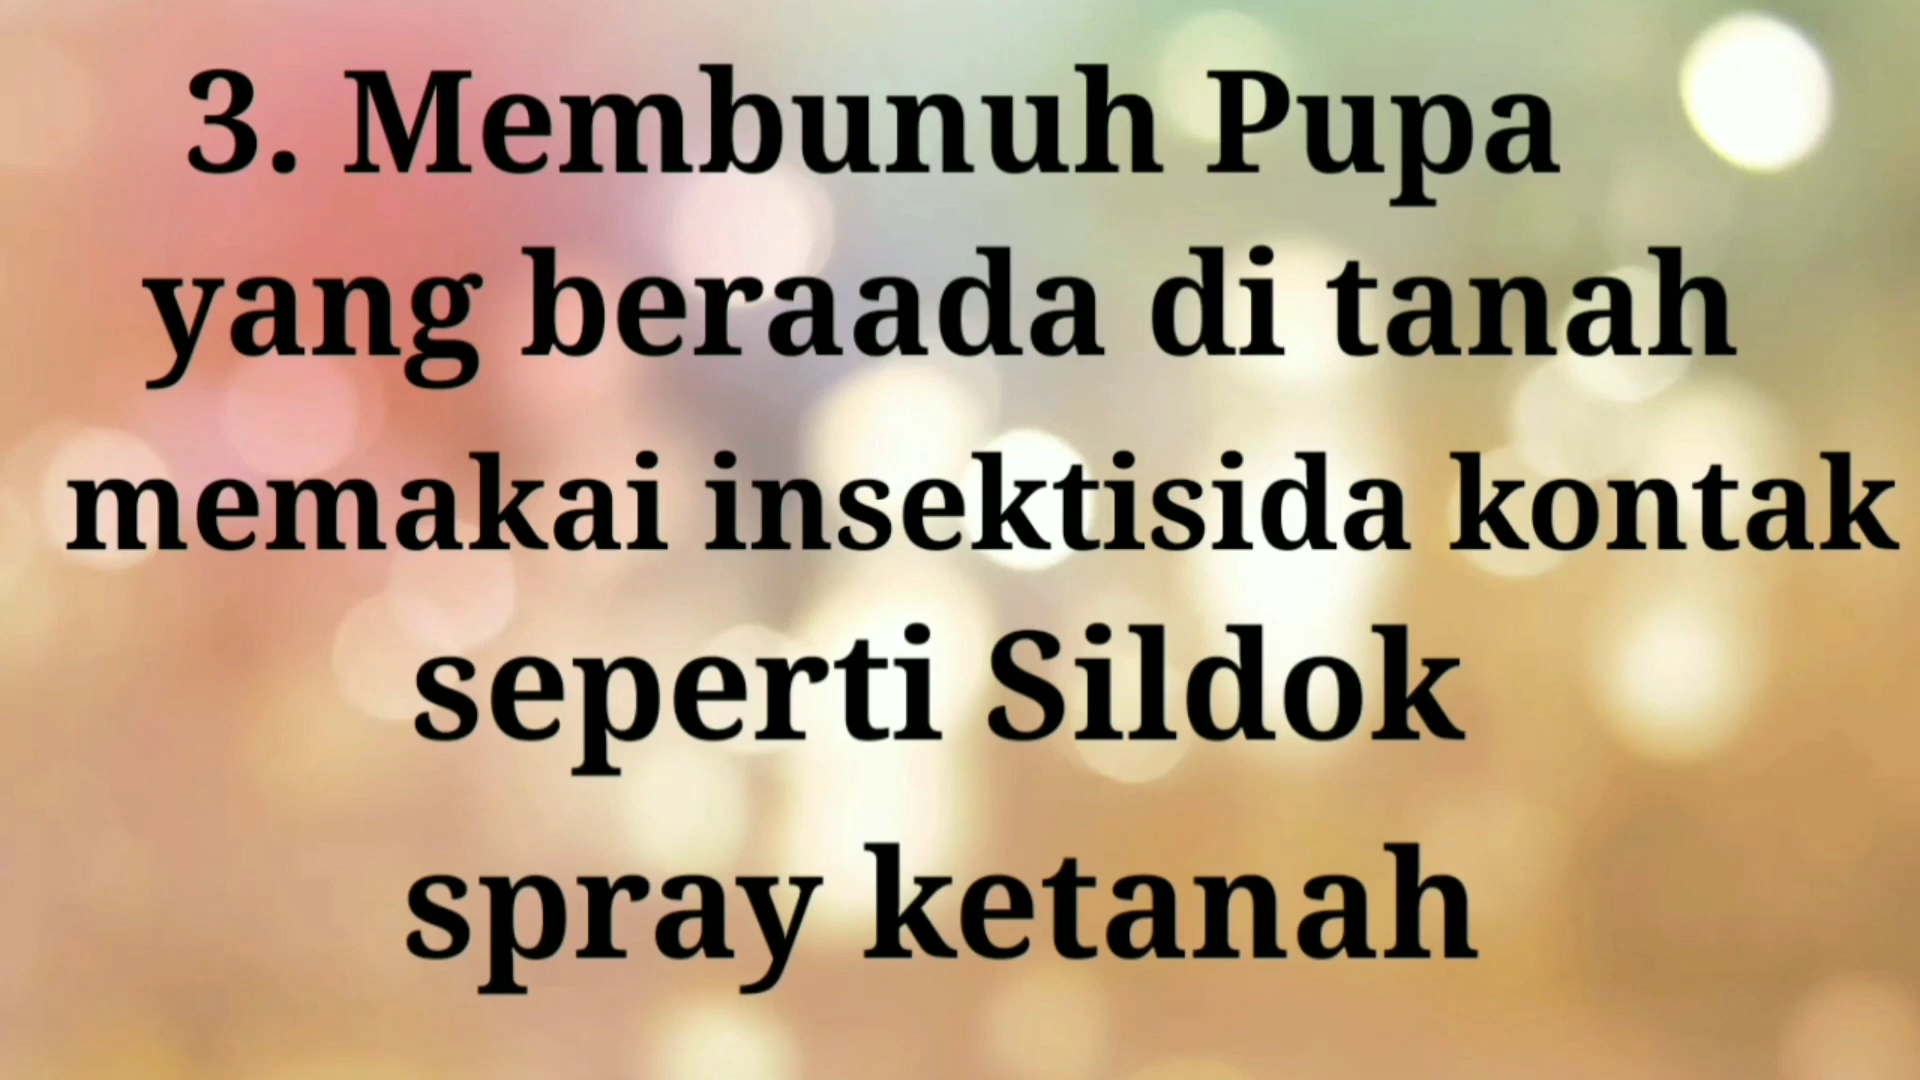 3. Membunuh Pupa
yang beraada di tanah
memakai insektisida kontak
seperti Sildok
spray ketanah